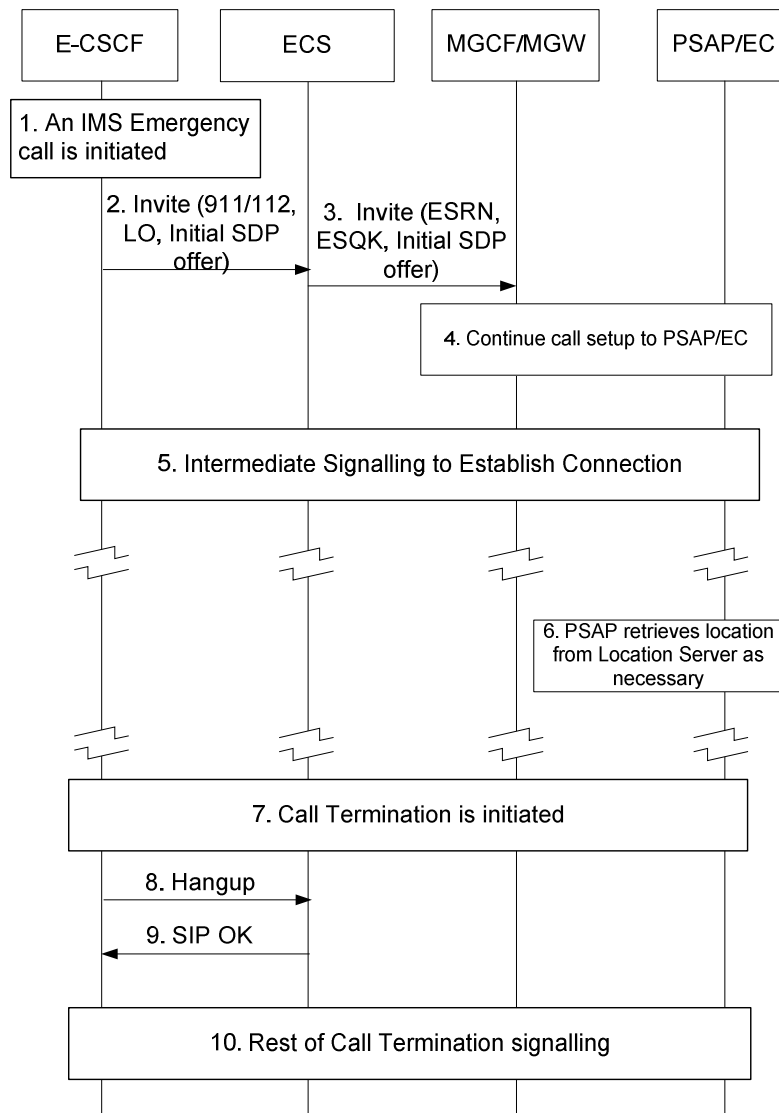 E-CSCF
ECS
MGCF/MGW
PSAP/EC
1. An IMS Emergency
call is initiated
2. Invite (911/112,
LO, Initial SDP
offer)
3. Invite (ESRN,
ESQK, Initial SDP
offer)
4. Continue call setup to PSAP/EC
5. Intermediate Signalling to Establish Connection
6. PSAP retrieves location
from Location Server as
necessary
7. Call Termination is initiated
8. Hangup
9. SIP OK
10. Rest of Call Termination signalling